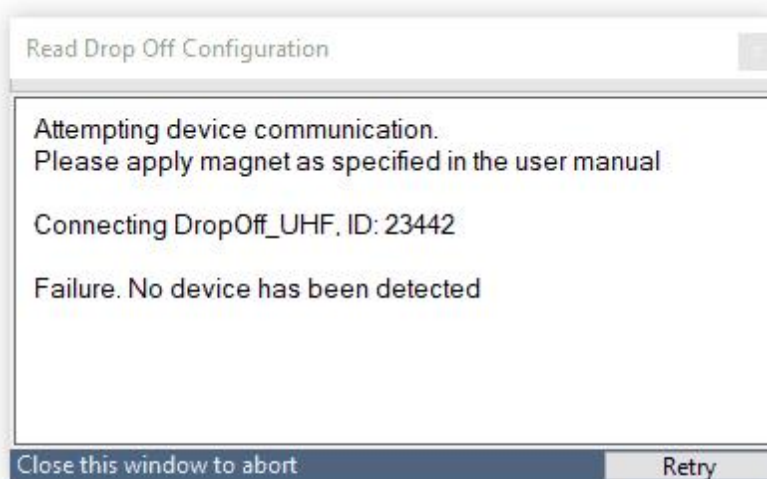 Read Drop Off Configuration
Attempting device communication.
Please apply magnet as specified in the user manual
Connecting DropOff_UHF, ID: 23442
Failure. No device has been detected
Close this window to abort
Retry